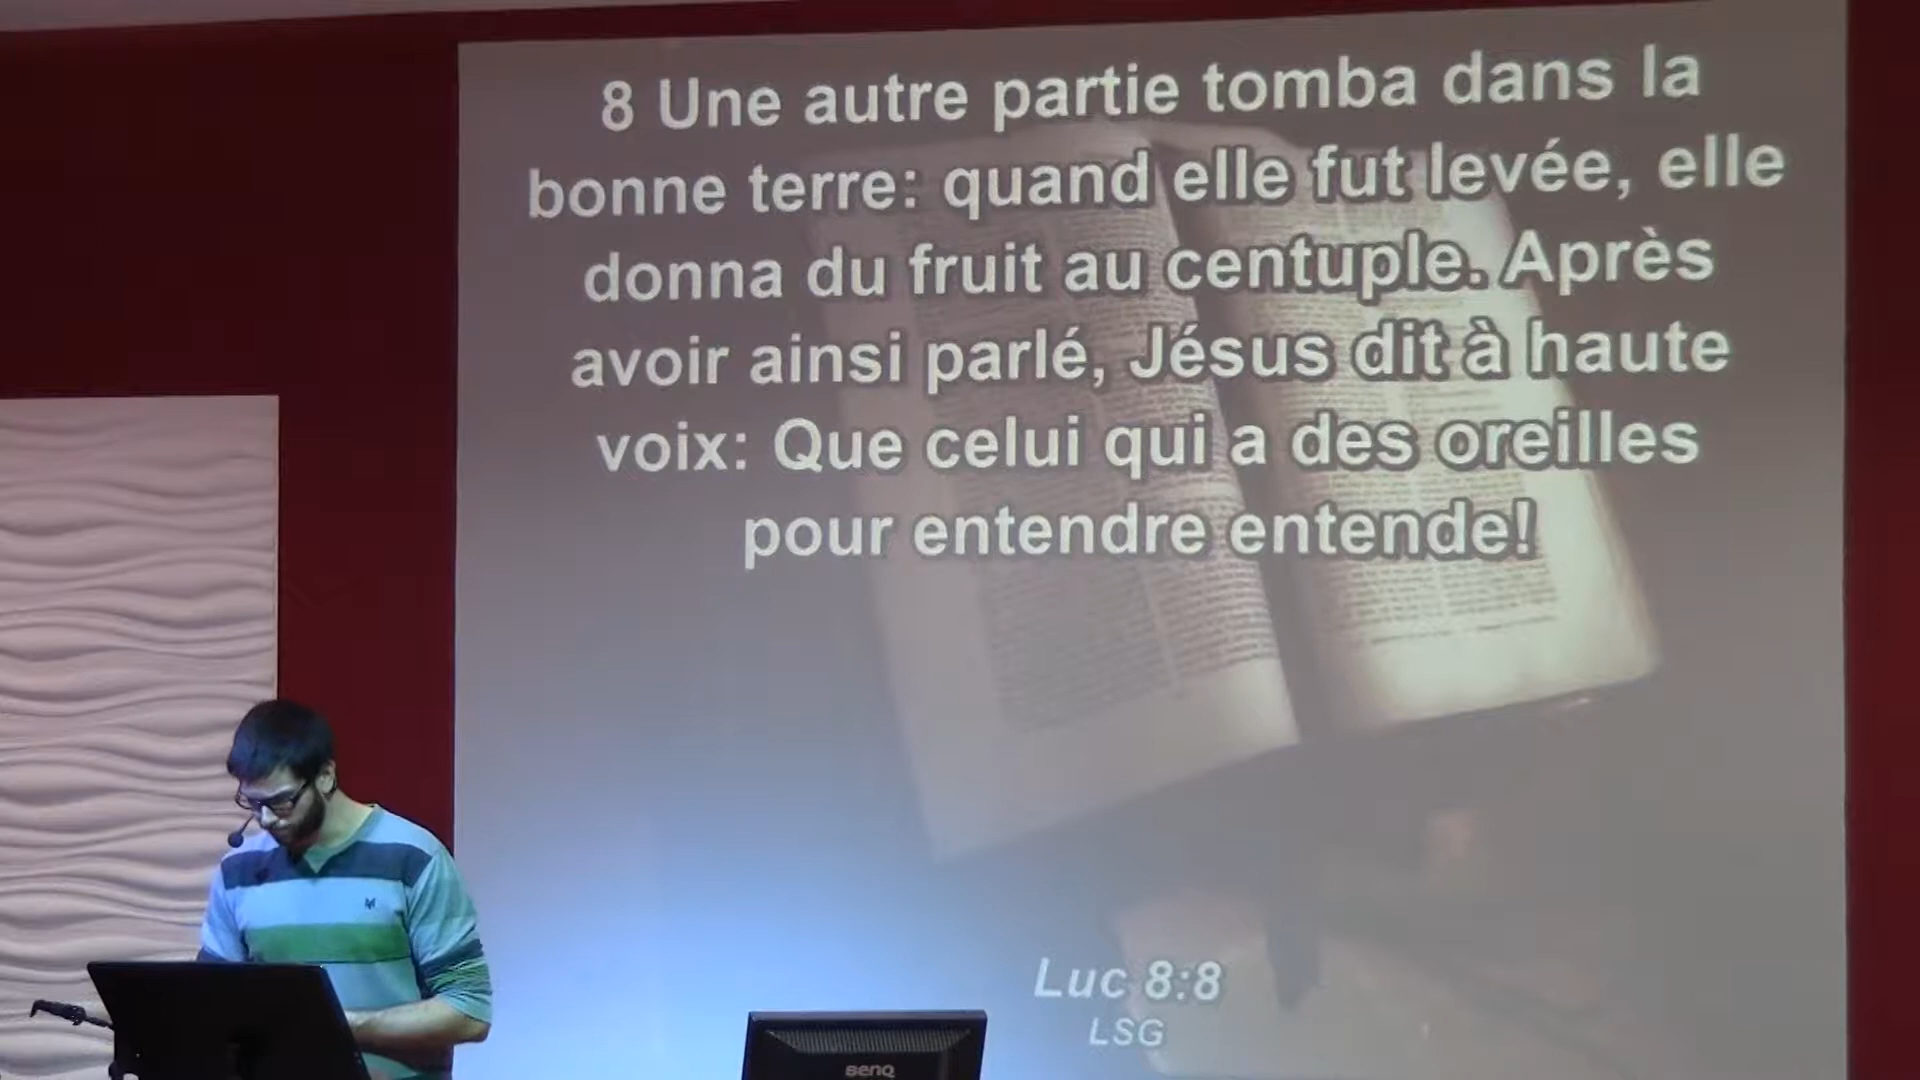 8 Une autre partie tomba dans la
bonne terre: quand elle fut levée, elle
donna du fruit au centuple. Après
avoir ainsi parlé, Jésus dit à haute
voix: Que celui qui a des oreilles
pour entendre entende!
Luc 8:8
LSG
BenQ